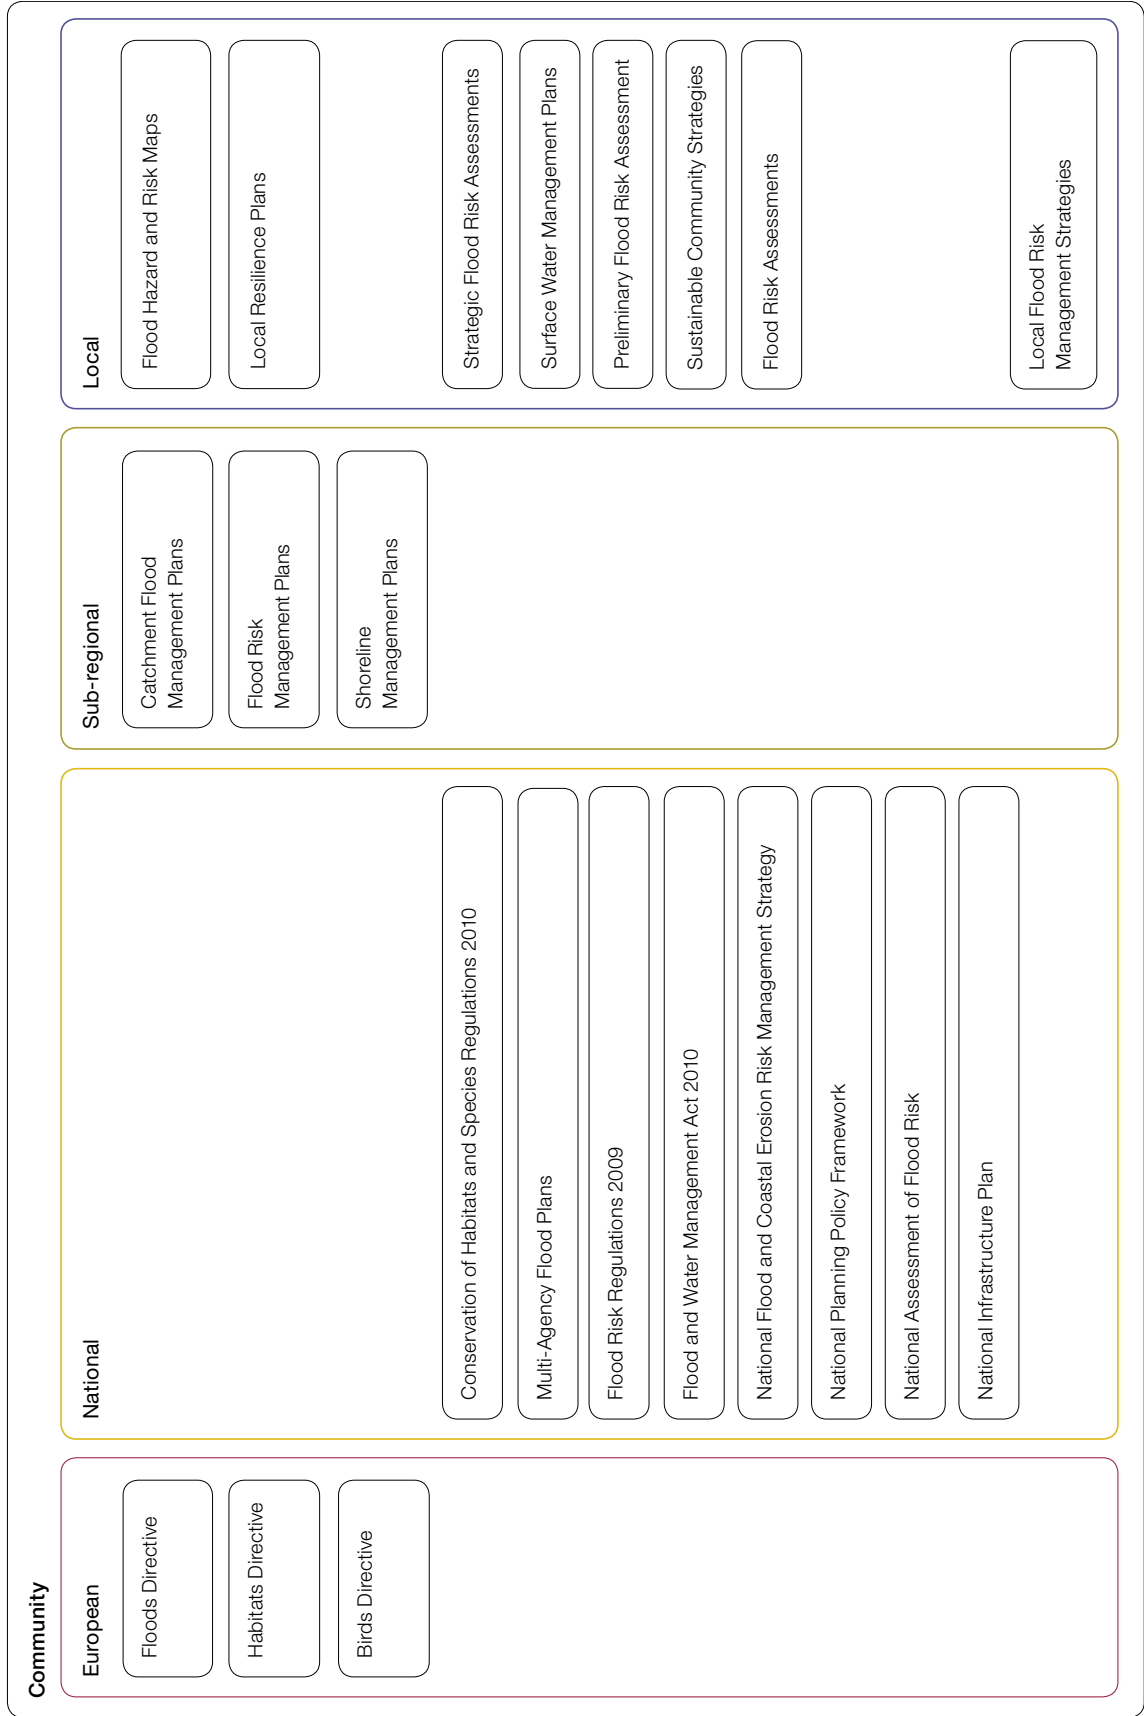 Community
European
Floods Directive
Habitats Directive
Birds Directive
National
Conservation of Habitats and Species Regulations 2010
Multi-Agency Flood Plans
Flood Risk Regulations 2009
Flood and Water Management Act 2010
National Flood and Coastal Erosion Risk Management Strategy
National Planning Policy Framework
National Assessment of Flood Risk
National Infrastructure Plan
Sub-regional
Catchment Flood
Management Plans
Flood Risk
Management Plans
Shoreline
Management Plans
Local
Flood Hazard and Risk Maps
Local Resilience Plans
Strategic Flood Risk Assessments
Surface Water Management Plans
Preliminary Flood Risk Assessment
Sustainable Community Strategies
Flood Risk Assessments
Local Flood Risk
Management Strategies